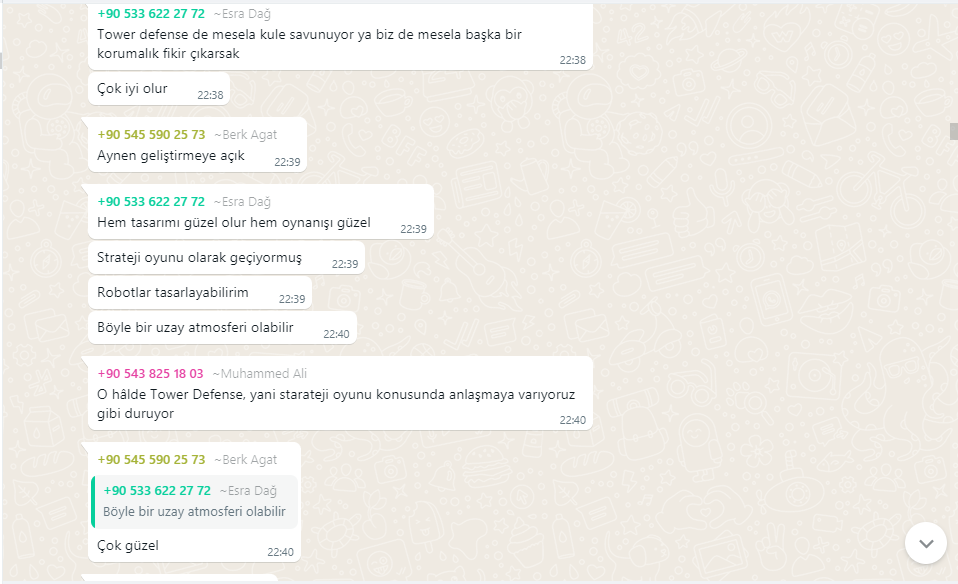 +90 533 622 27 72 ~Esra Dağ
Tower defense de mesela kule savunuyor ya biz de mesela başka bir
korumalık fikir çıkarsak
22:38
Çok iyi olur
22:38
+90 545 590 25 73 ~Berk Agat
Aynen geliştirmeye açık
22:39
+90 533 622 27 72 ~Esra Dağ
Hem tasarımı güzel olur hem oynanışı güzel
22:39
Strateji oyunu olarak geçiyormuş
22:39
Robotlar tasarlayabilirim
22:39
Böyle bir uzay atmosferi olabilir
22:40
+90 543 825 18 03 ~Muhammed Ali
O hâlde Tower Defense, yani starateji oyunu konusunda anlaşmaya varıyoruz
gibi duruyor
22:40
+90 545 590 25 73 ~Berk Agat
+90 533 622 27 72 ~Esra Dağ
Böyle bir uzay atmosferi olabilir
Çok güzel
22:40